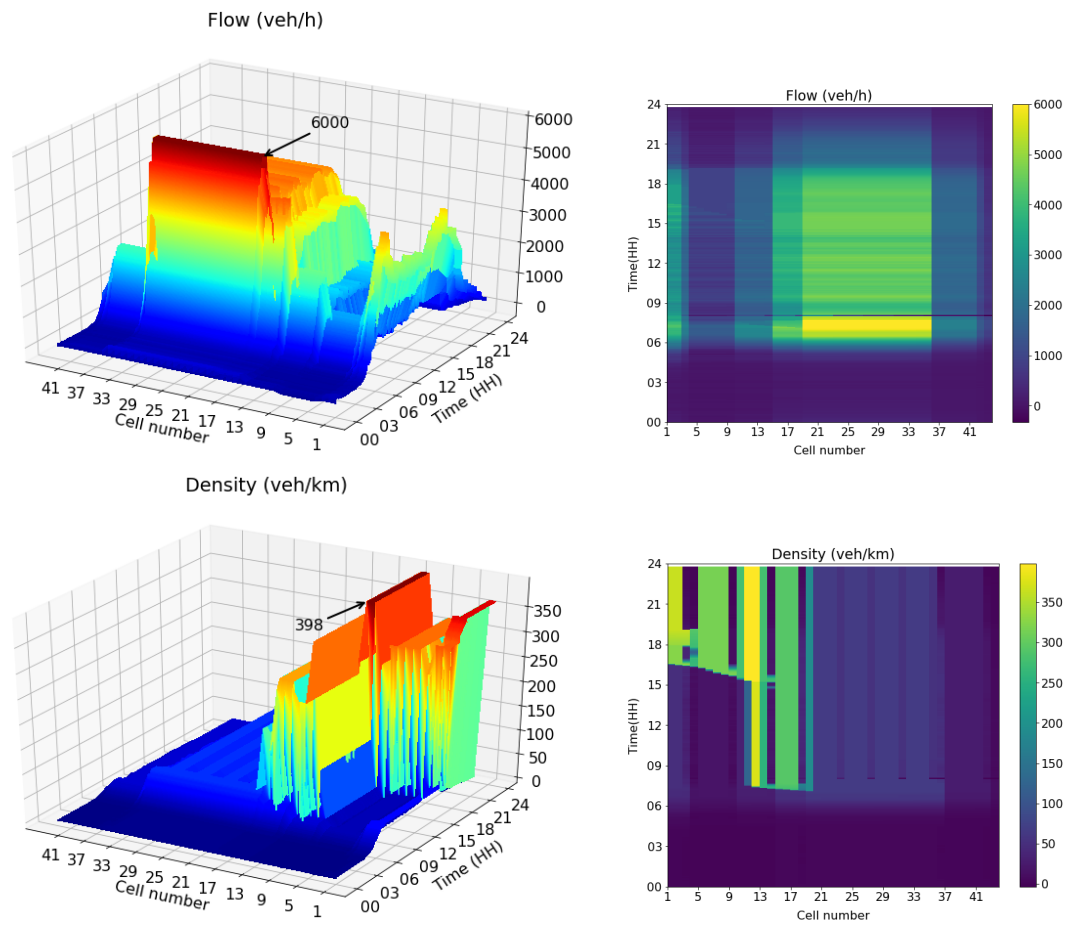 Flow (veh/h)
6000
6000
5000
4000
3000
2000
1000
0
41 37 33 29 25 21 17 13 9 5 1
Cell number
00 03 06 09 12 15 18 21 24
Time (HH)
Flow (veh/h)
24
21
18
15
12
09
06
03
00
Time(HH)
1 5 9 13 17 21 25 29 33 37 41
Cell number
6000
5000
4000
3000
2000
1000
0
Density (veh/km)
398
350
300
250
200
150
100
50
0
41 37 33 29 25 21 17 13 9 5 1
Cell number
00 03 06 09 12 15 18 21 24
Time (HH)
Density (veh/km)
24
21
18
15
12
09
06
03
00
Time(HH)
1 5 9 13 17 21 25 29 33 37 41
Cell number
350
300
250
200
150
100
50
0